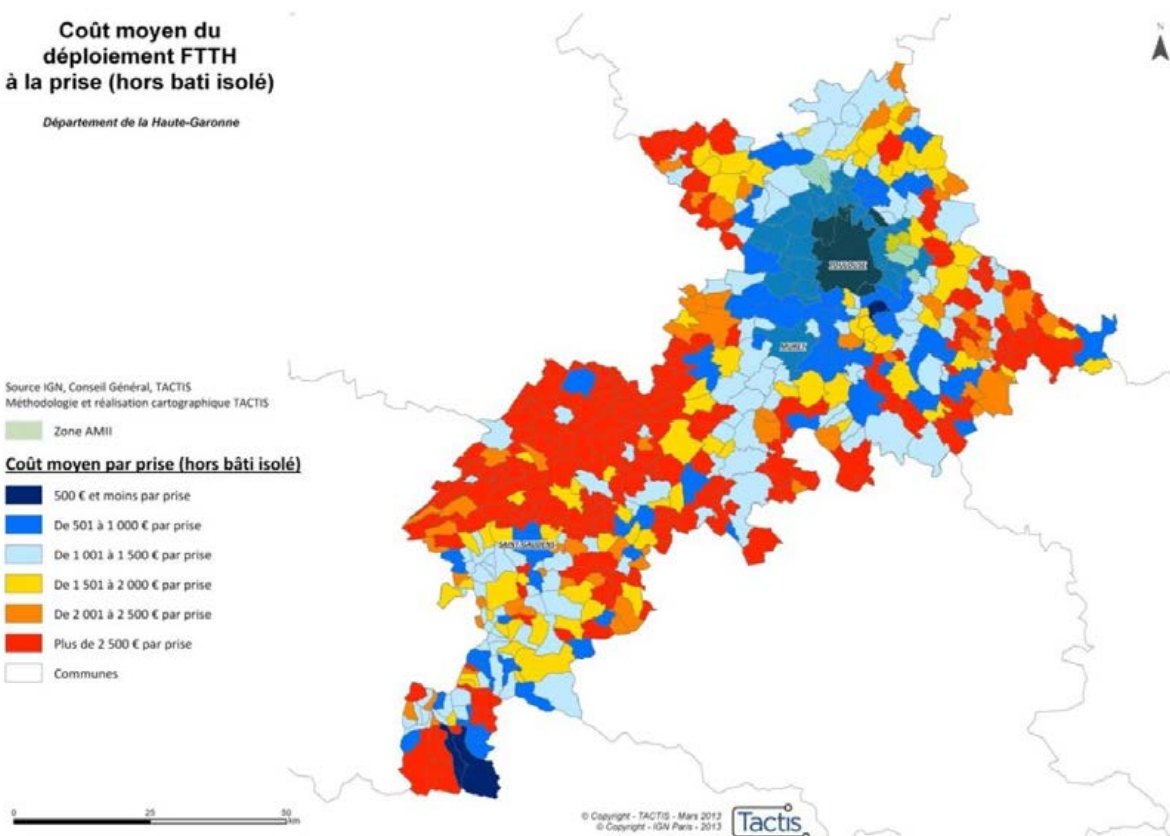 Coût moyen du
déploiement FTTH
à la prise (hors bati isolé)
Département de la Haute-Garonne
N
TOULOUSE
MURET
SAINT-GAUDENS
Source IGN, Conseil Général, TACTIS
Méthodologie et réalisation cartographique TACTIS
Zone AMII
Coût moyen par prise (hors bâti isolé)
500 € et moins par prise
De 501 à 1 000 € par prise
De 1 001 à 1 500 € par prise
De 1 501 à 2 000 € par prise
De 2 001 à 2 500 € par prise
Plus de 2 500 € par prise
Communes
0 25 50
km
© Copyright - TACTIS - Mars 2013
© Copyright - IGN Paris - 2013
Tactis